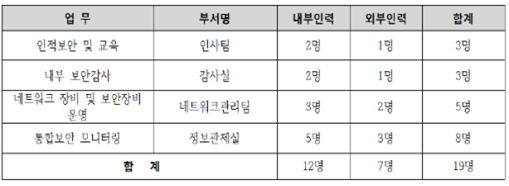 업 무 부서명 내부인력 외부인력 합계
인적보안 및 교육 인사팀 2명 1명 3명
내부 보안감사 감사실 2명 1명 3명
네트워크 장비 및 보안장비
운영 네트워크관리팀 3명 2명 5명
통합보안 모니터링 정보관제실 5명 3명 8명
합 계 12명 7명 19명